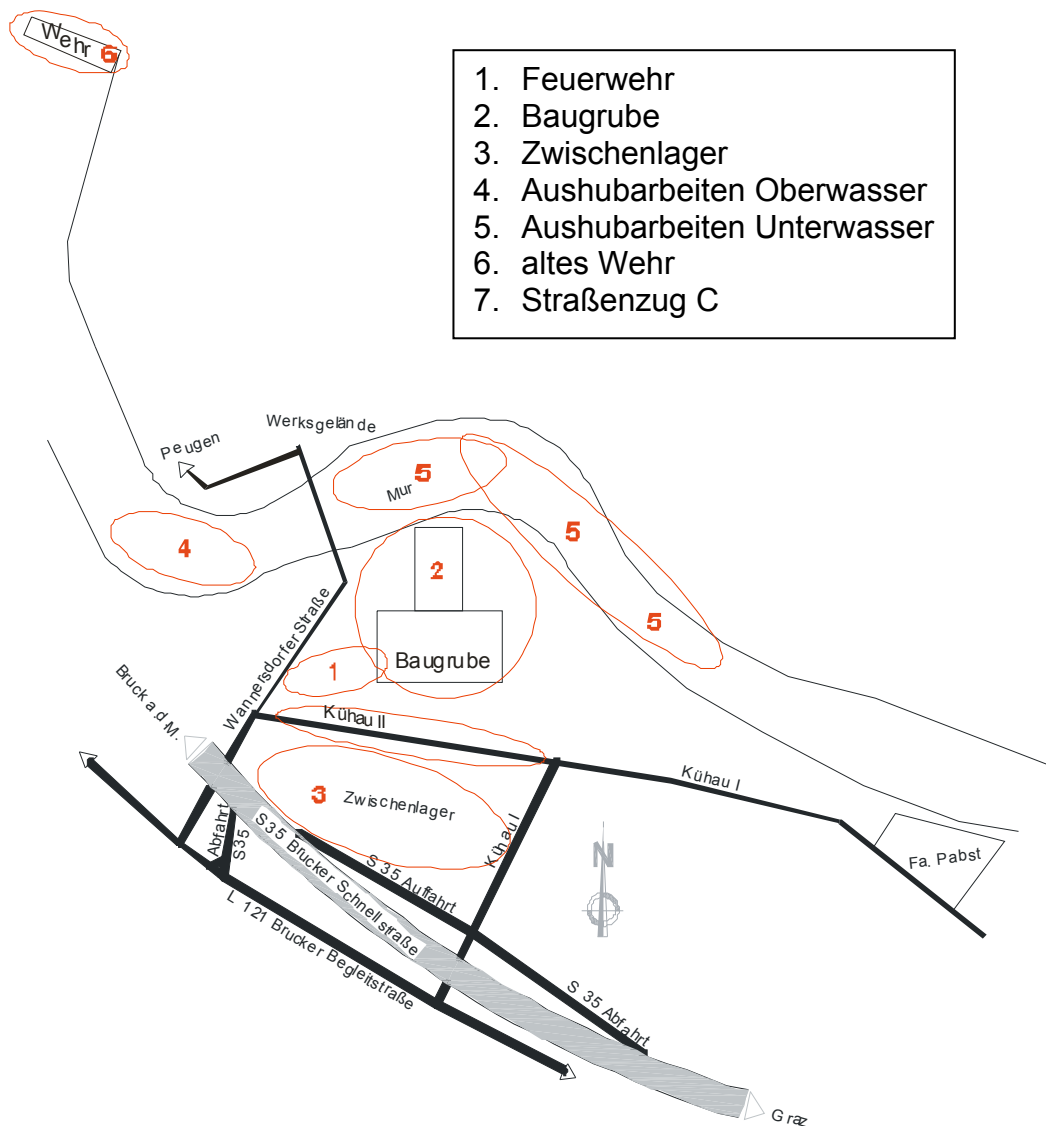 Wehr 6
1. Feuerwehr
2. Baugrube
3. Zwischenlager
4. Aushubarbeiten Oberwasser
5. Aushubarbeiten Unterwasser
6. altes Wehr
7. Straßenzug C
Werksgelände
Peugen
5
Mur
5
4
2
5
Wannersdorfer Straße
1
Baugrube
Bruck a.d.M.
Kühau II
Kühau I
3 Zwischenlager
Abfahrt
S35
S35 Brucker Schnellstraße
S 35 Auffahrt
Kühau I
N
Fa. Pabst
L 121 Brucker Begleitstraße
S 35 Abfahrt
Graz